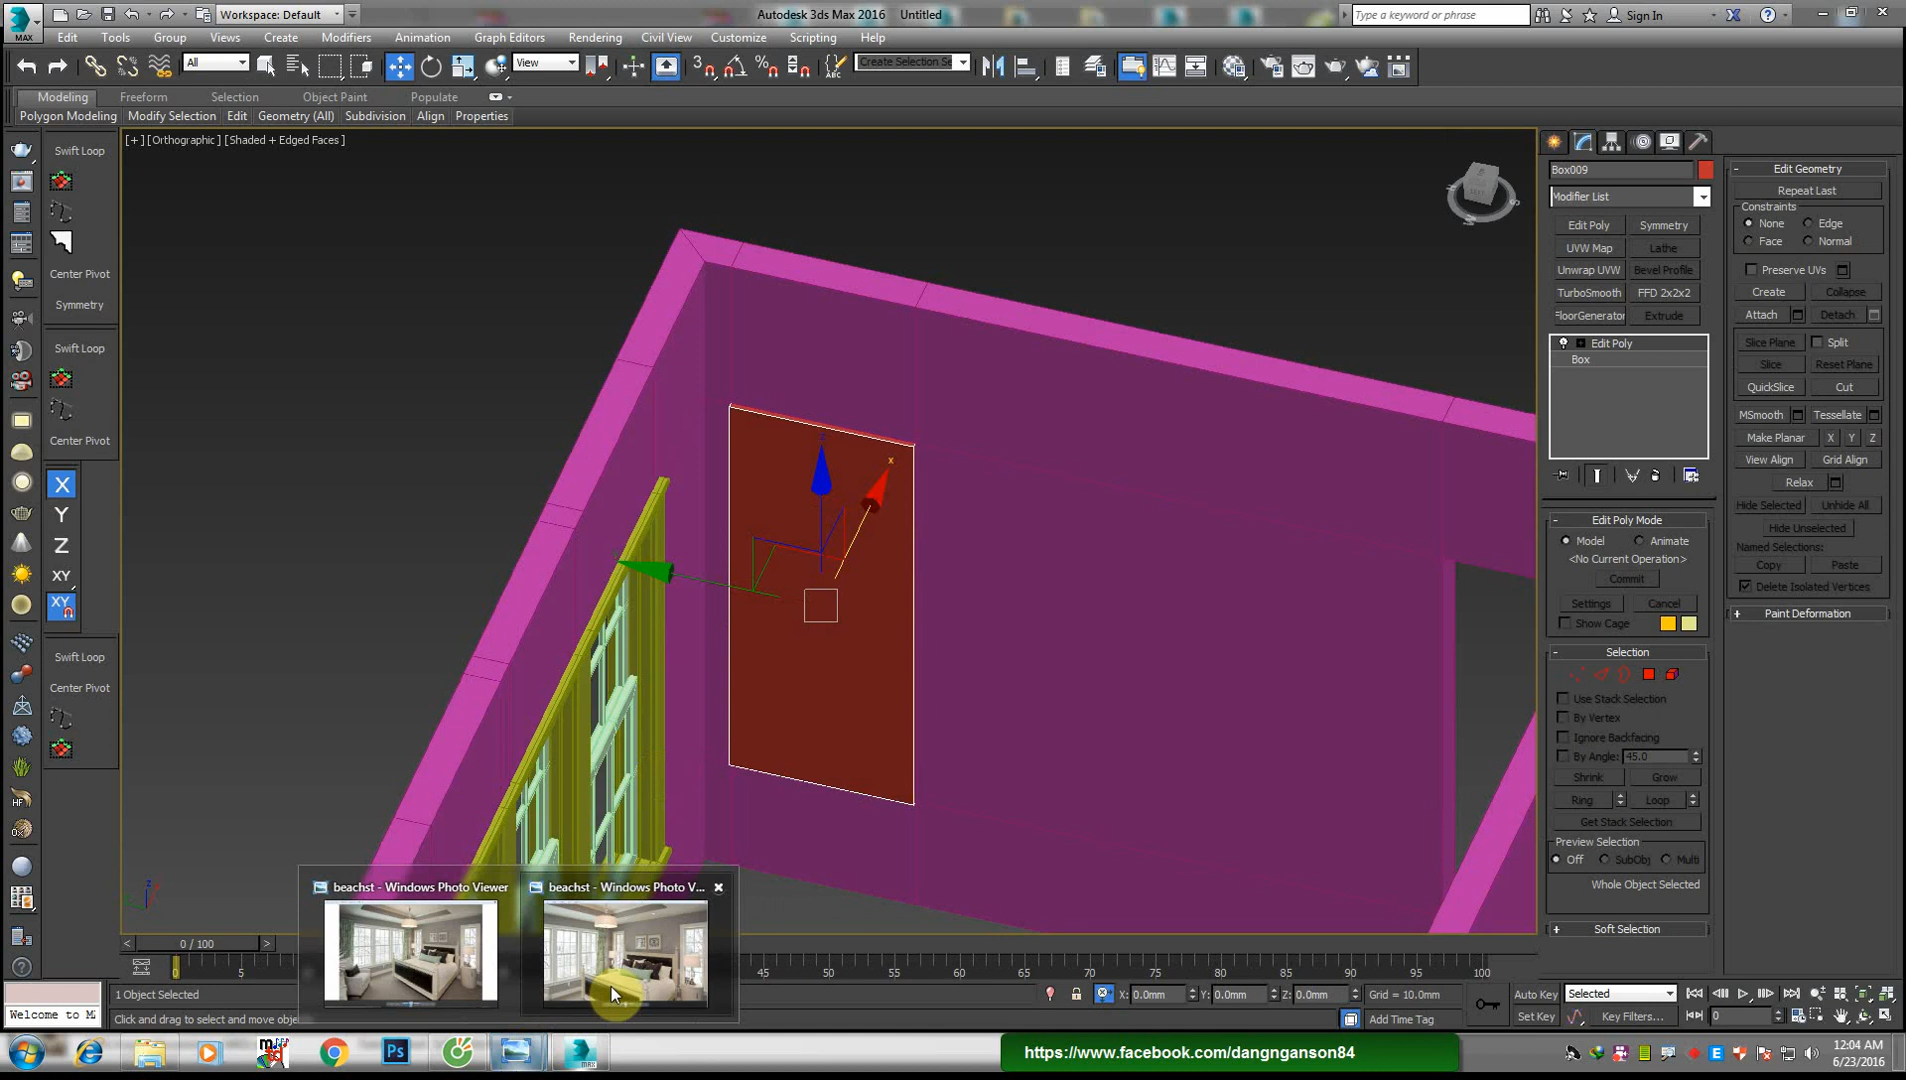 Workspace: Default
Autodesk 3ds Max 2016 Untitled
Type a keyword or phrase
Sign In
MAX
Edit Tools Group Views Create Modifiers Animation Graph Editors Rendering Civil View Customize Scripting Help
All
View
3
Create Selection Se
Modeling Freeform Selection Object Paint Populate
Polygon Modeling Modify Selection Edit Geometry (All) Subdivision Align Properties
[+] [Orthographic] [Shaded + Edged Faces]
Swift Loop
Center Pivot
Symmetry
Swift Loop
Center Pivot
X
Y
Z
XY
XY
Swift Loop
Center Pivot
HF
Box009
Modifier List
Edit Poly Symmetry
UVW Map Lathe
Unwrap UVW Bevel Profile
TurboSmooth FFD 2x2x2
FloorGenerator Extrude
Edit Poly
Box
Edit Poly Mode
Model Animate
<No Current Operation>
Commit
Settings Cancel
Show Cage
Selection
Use Stack Selection
By Vertex
Ignore Backfacing
By Angle: 45.0
Shrink Grow
Ring Loop
Get Stack Selection
Preview Selection
Off SubObj Multi
Whole Object Selected
Soft Selection
Edit Geometry
Repeat Last
Constraints
None Edge
Face Normal
Preserve UVs
Create Collapse
Attach Detach
Slice Plane Split
Slice Reset Plane
QuickSlice Cut
MSmooth Tessellate
Make Planar X Y Z
View Align Grid Align
Relax
Hide Selected Unhide All
Hide Unselected
Named Selections:
Copy Paste
Delete Isolated Vertices
Paint Deformation
x
z
beachst - Windows Photo Viewer
beachst - Windows Photo V...
0 / 100
0 5 45 50 55 60 65 70 75 80 85 90 95 100
1 Object Selected
X: 0.0mm Y: 0.0mm Z: 0.0mm Grid = 10.0mm
Auto Key Selected
Welcome to M
Click and drag to select and move obje
Add Time Tag
Set Key Key Filters... 0
Ps
MAX
https://www.facebook.com/dangnganson84
12:04 AM
6/23/2016